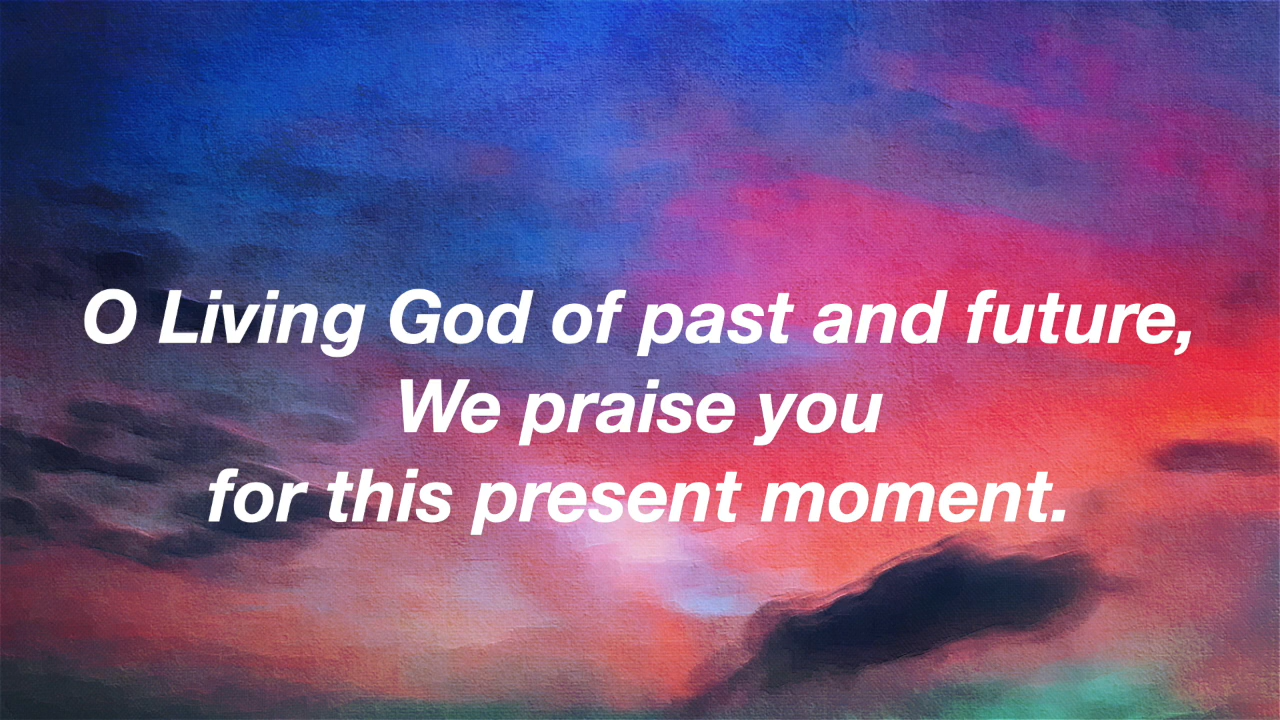 O Living God of past and future,
We praise you
for this present moment.